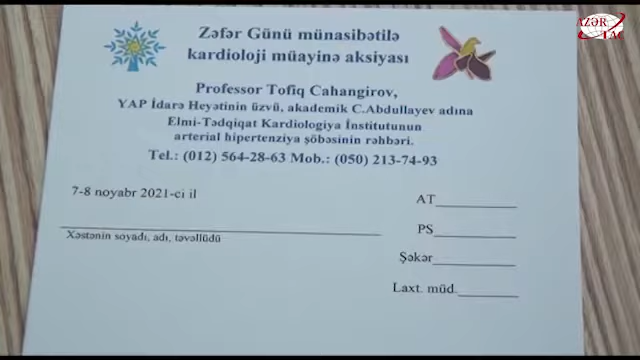 AZƏR
TAC
Zəfər Günü münasibətilə
kardioloji müayinə aksiyası
Professor Tofiq Cahangirov,
YAP İdarə Heyətinin üzvü, akademik C.Abdullayev adına
Elmi-Tədqiqat Kardiologiya İnstitutunun
arterial hipertenziya şöbəsinin rəhbəri.
Tel.: (012) 564-28-63 Mob.: (050) 213-74-93
7-8 noyabr 2021-ci il
AT
PS
Xəstənin soyadı, adı, təvəllüdü
Şəkər
Laxt. müd.